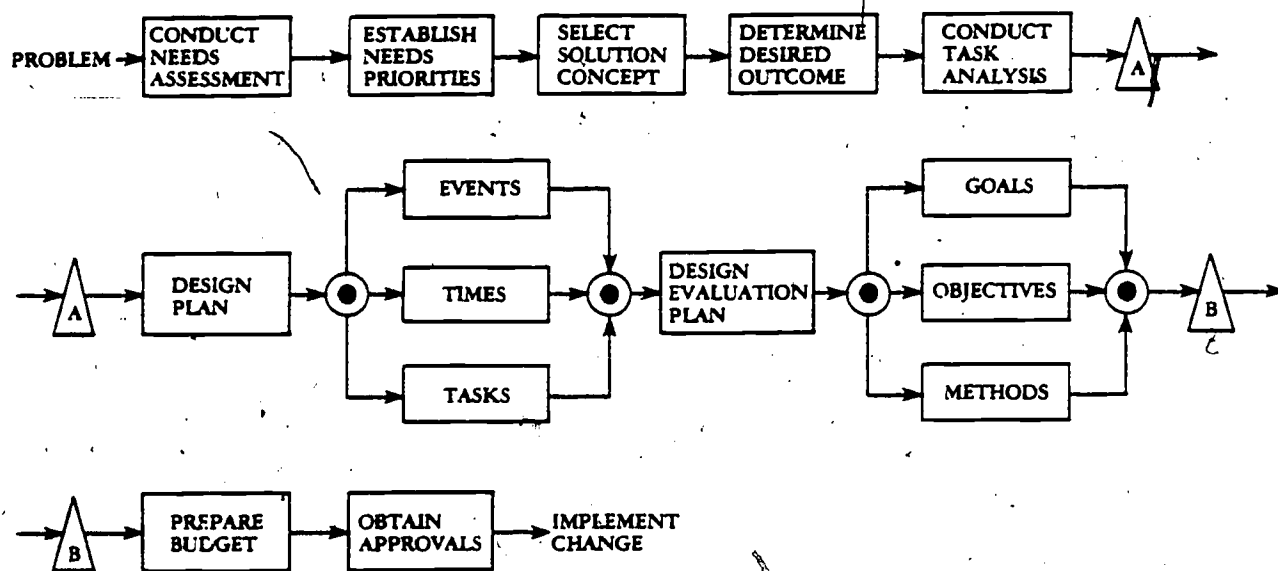 PROBLEM
CONDUCT
NEEDS
ASSESSMENT
ESTABLISH
NEEDS
PRIORITIES
SELECT
SOLUTION
CONCEPT
DETERMINE
DESIRED
OUTCOME
CONDUCT
TASK
ANALYSIS
A
A
DESIGN
PLAN
EVENTS
TIMES
TASKS
DESIGN
EVALUATION
PLAN
GOALS
OBJECTIVES
METHODS
B
B
PREPARE
BUDGET
OBTAIN
APPROVALS
IMPLEMENT
CHANGE